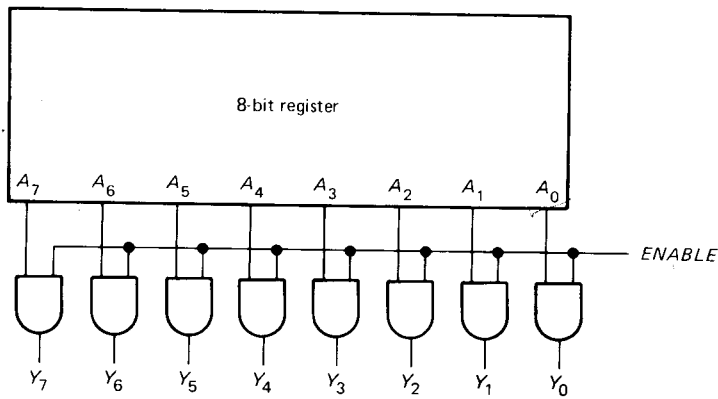 8-bit register
A7 A6 A5 A4 A3 A2 A1 A0
ENABLE
Y7 Y6 Y5 Y4 Y3 Y2 Y1 Y0